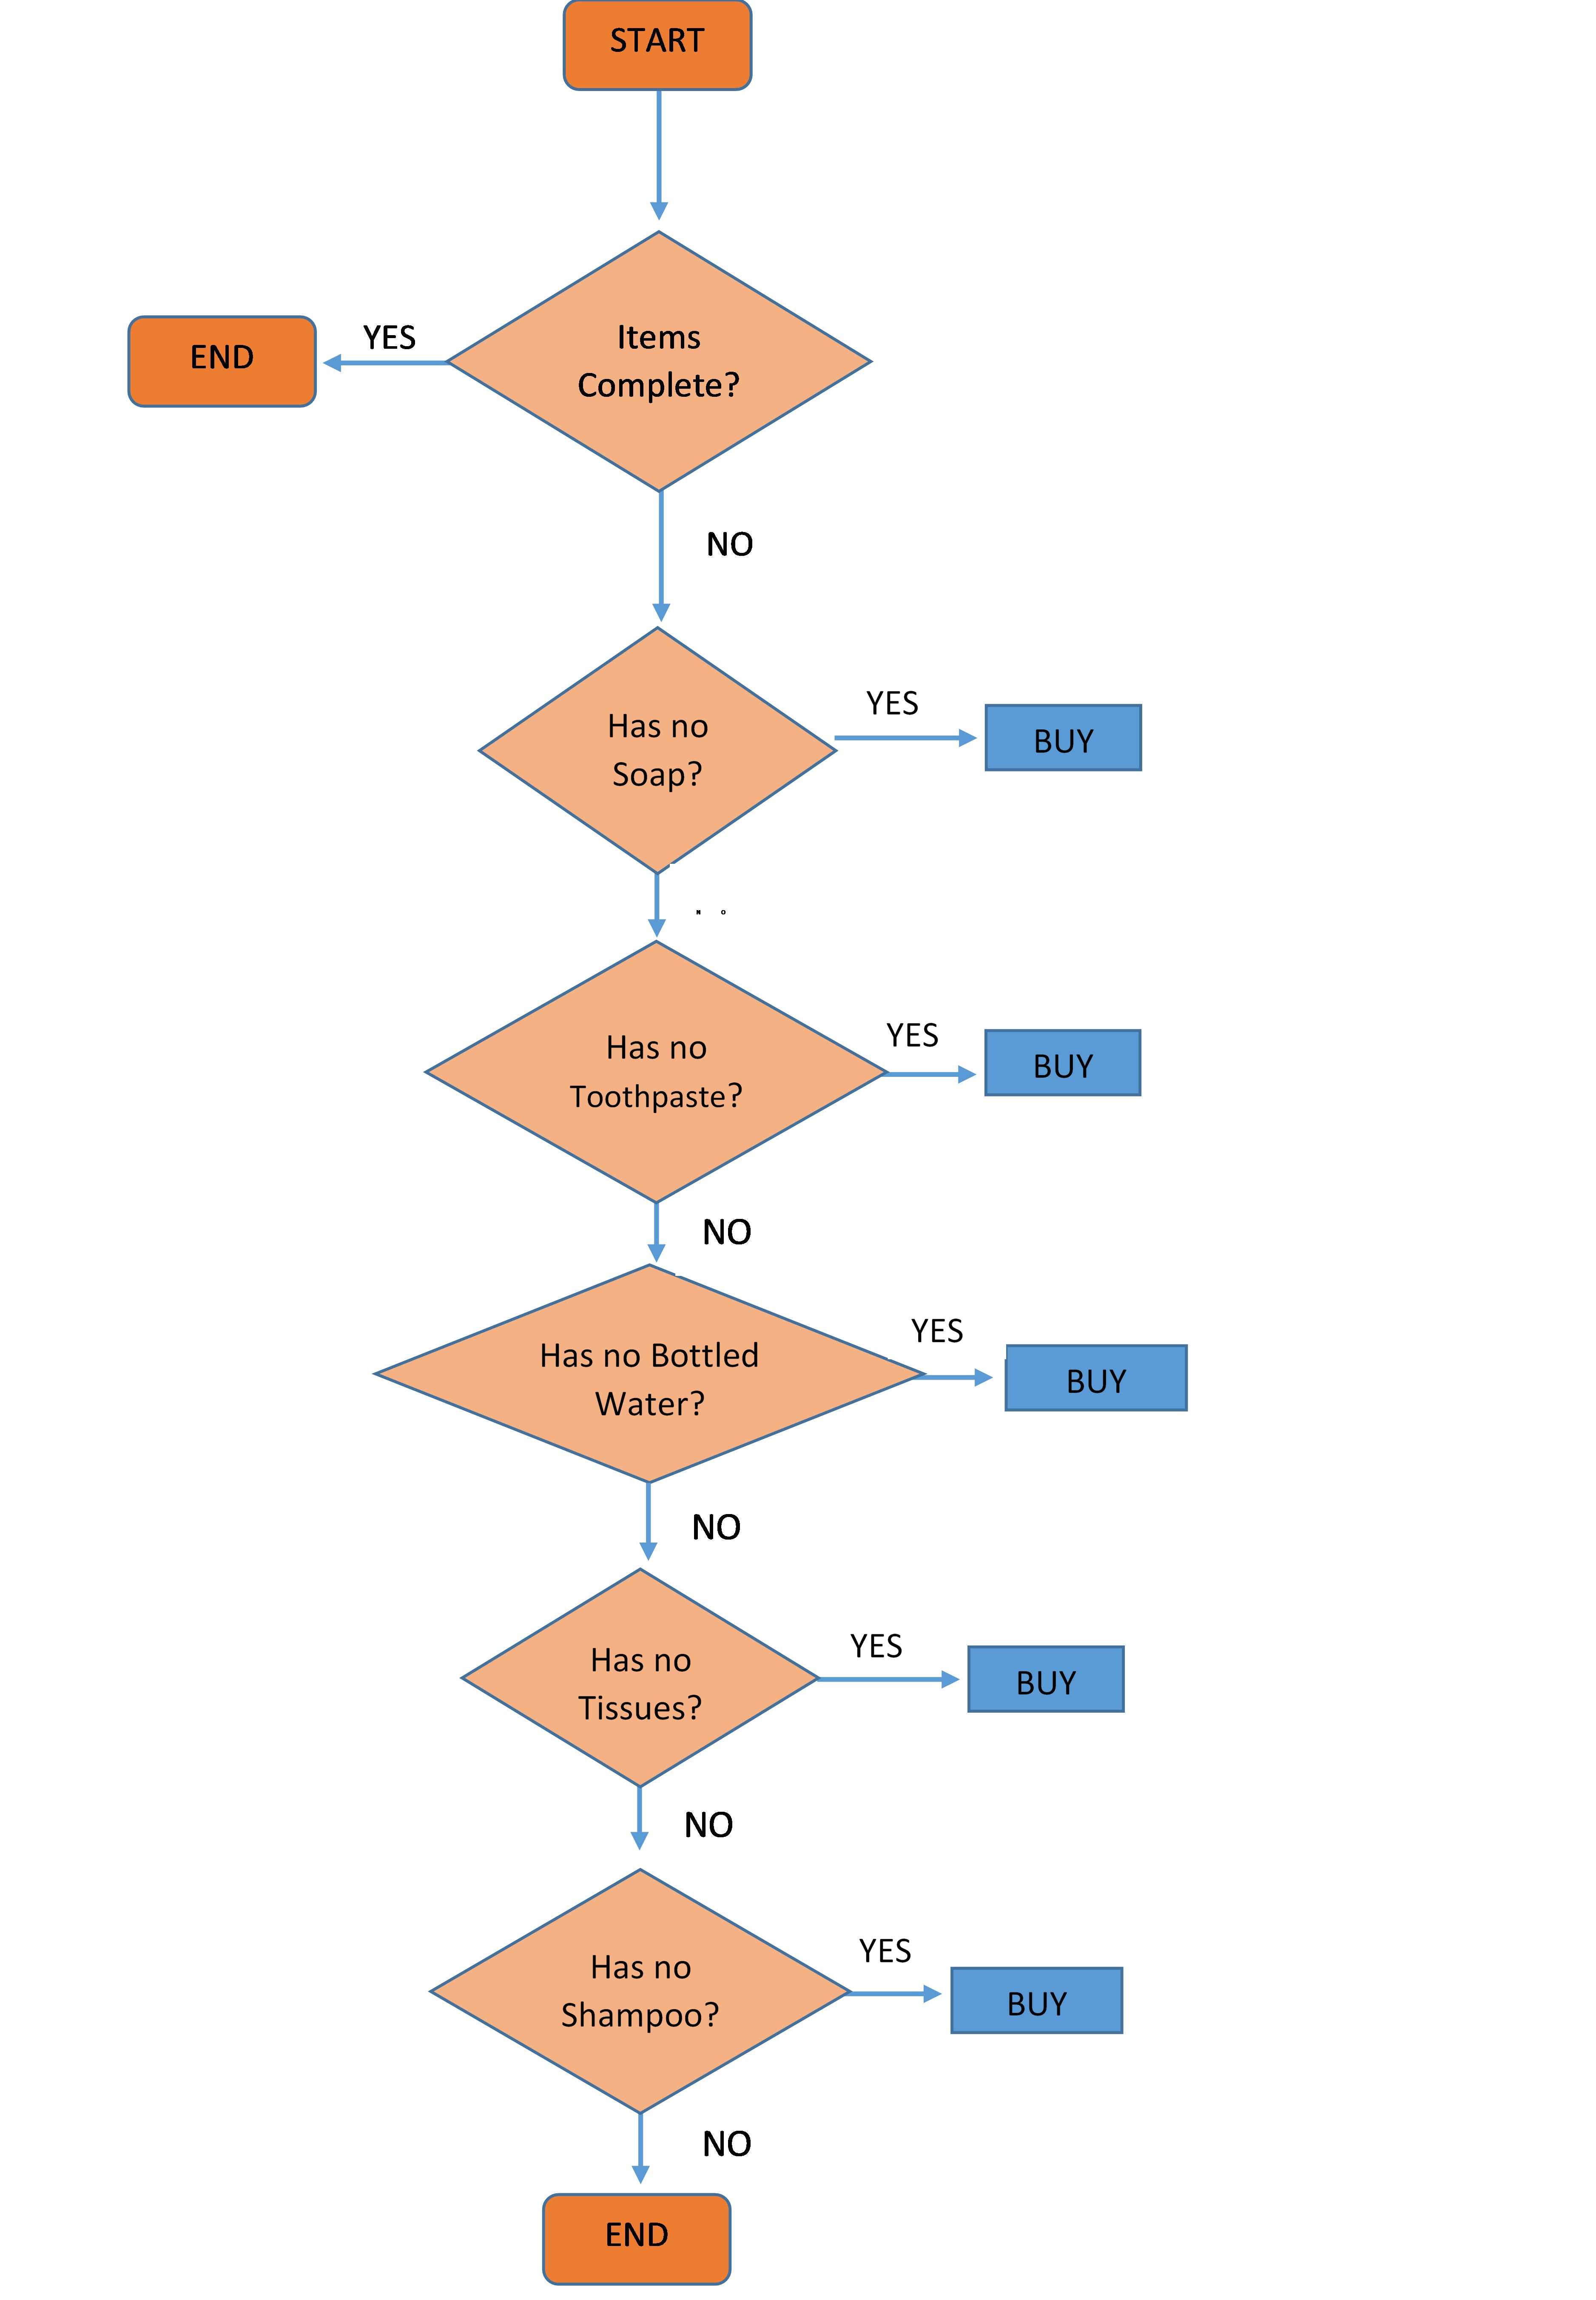 START
Items
Complete?
YES
END
NO
Has no
Soap?
YES
BUY
N O
Has no
Toothpaste?
YES
BUY
NO
Has no Bottled
Water?
YES
BUY
NO
Has no
Tissues?
YES
BUY
NO
Has no
Shampoo?
YES
BUY
NO
END